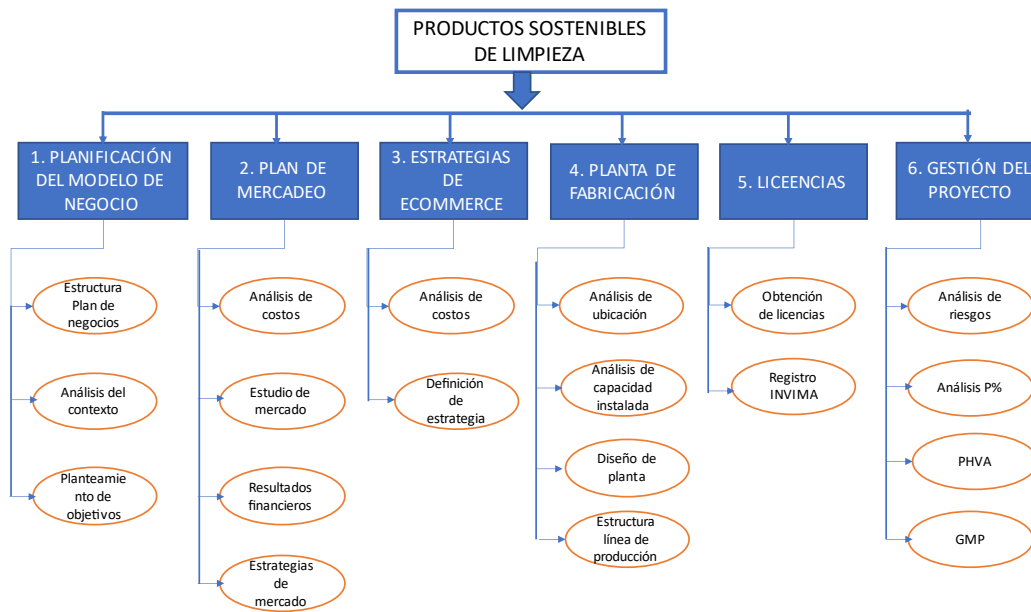 PRODUCTOS SOSTENIBLES
DE LIMPIEZA
1. PLANIFICACIÓN
DEL MODELO DE
NEGOCIO
2. PLAN DE
MERCADEO
3. ESTRATEGIAS
DE
ECOMMERCE
4. PLANTA DE
FABRICACIÓN
5. LICEENCIAS
6. GESTIÓN DEL
PROYECTO
Estructura
Plan de
negocios
Análisis del
contexto
Planteamie
nto de
objetivos
Análisis de
costos
Estudio de
mercado
Resultados
financieros
Estrategias
de
mercado
Análisis de
costos
Definición
de
estrategia
Análisis de
ubicación
Análisis de
capacidad
instalada
Diseño de
planta
Estructura
línea de
producción
Obtención
de licencias
Registro
INVIMA
Análisis de
riesgos
Análisis P%
PHVA
GMP